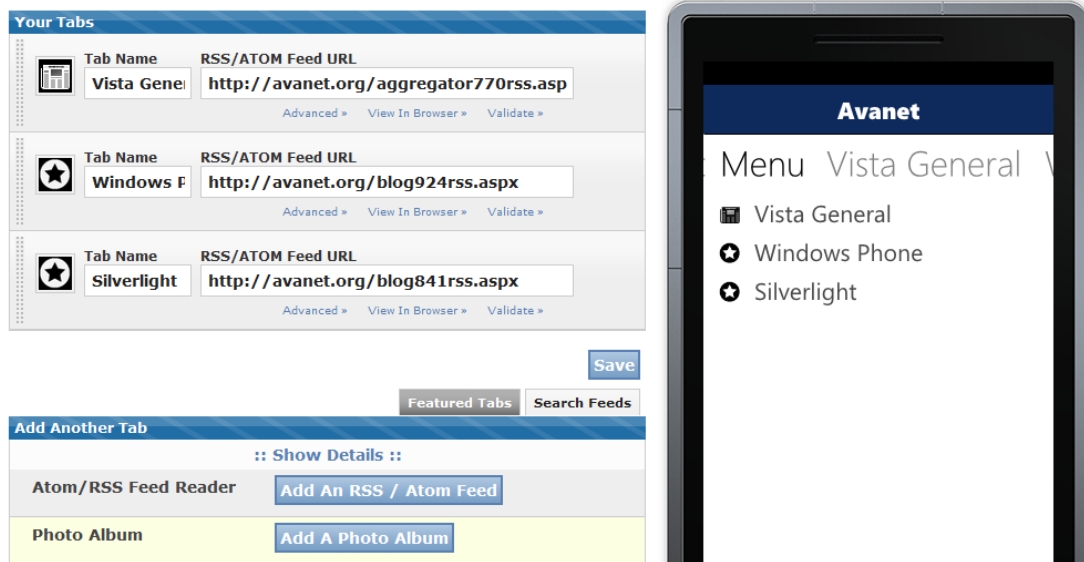 Your Tabs
Tab Name RSS/ATOM Feed URL
Vista Gene http://avanet.org/aggregator770rss.asp
Advanced » View In Browser » Validate »
Tab Name RSS/ATOM Feed URL
Windows P http://avanet.org/blog924rss.aspx
Advanced » View In Browser » Validate »
Tab Name RSS/ATOM Feed URL
Silverlight http://avanet.org/blog841rss.aspx
Advanced » View In Browser » Validate »
Save
Featured Tabs Search Feeds
Add Another Tab
:: Show Details ::
Atom/RSS Feed Reader Add An RSS / Atom Feed
Photo Album Add A Photo Album
Avanet
Menu Vista General
Vista General
Windows Phone
Silverlight